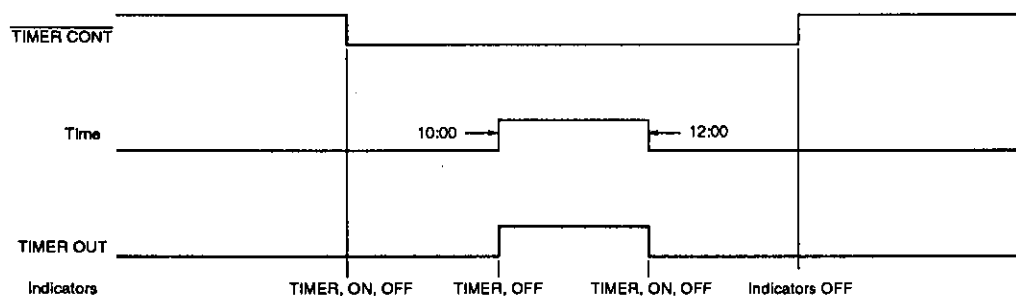 TIMER CONT
Time
10:00
12:00
TIMER OUT
Indicators
TIMER, ON, OFF
TIMER, OFF
TIMER, ON, OFF
Indicators OFF